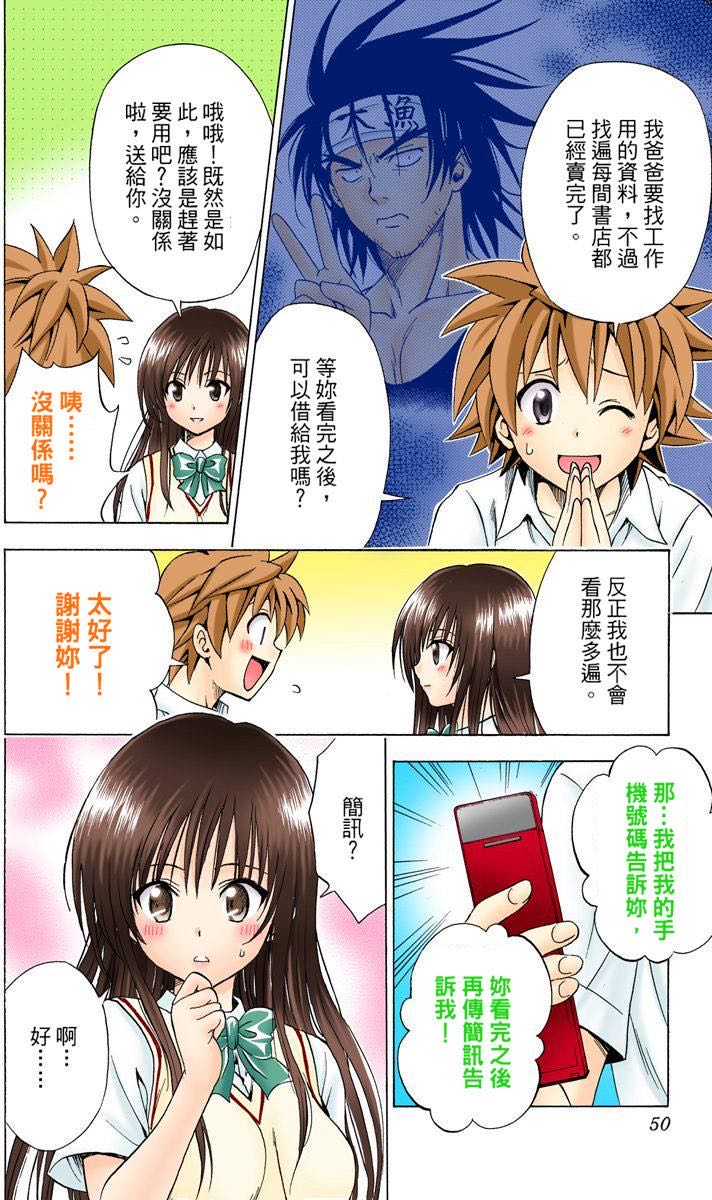 我爸爸要找工作
用的資料，不過
找遍每間書店都
已經賣完了。
大漁
等妳看完之後，
可以借給我嗎？
哦哦！既然是如
此，應該是趕著
要用吧？沒關係
啦，送給你。
咦……
沒關係嗎？
反正我也不會
看那麼多遍。
太好了！
謝謝妳！
那…我把我的手
機號碼告訴妳，
妳看完之後
再傳簡訊告
訴我！
簡訊？
啊…
好……
50